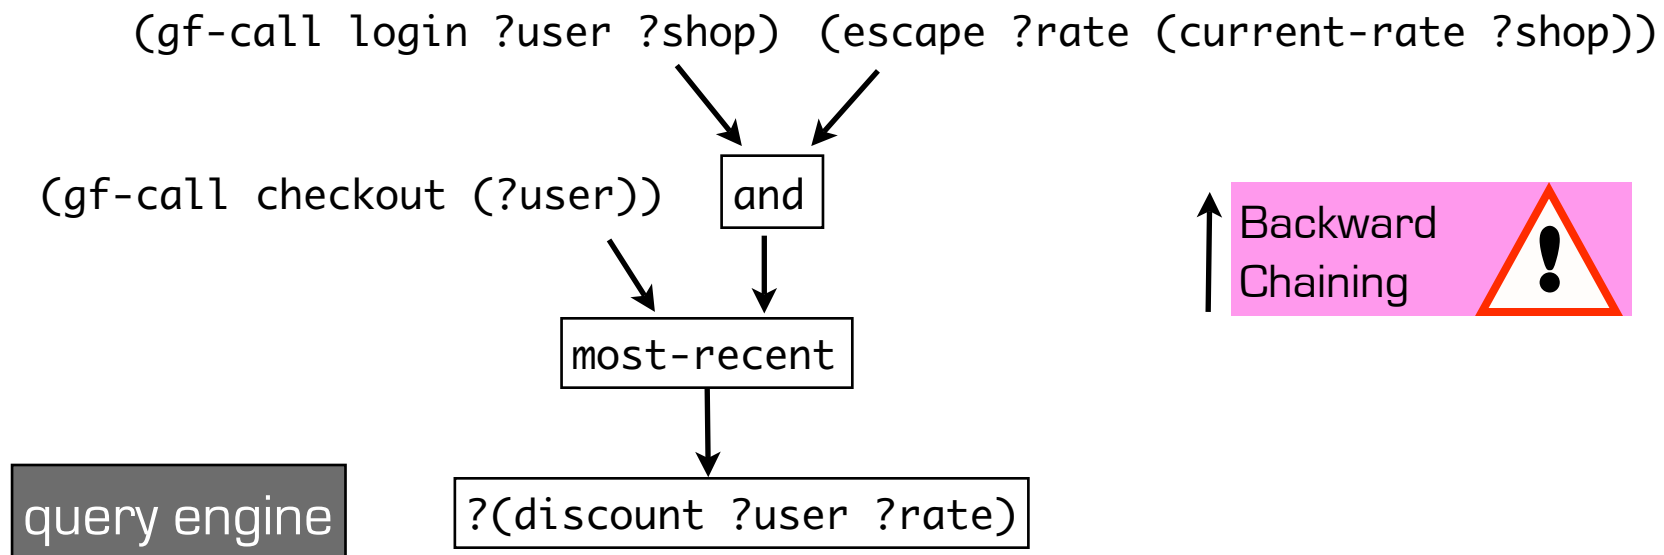 (gf-call login ?user ?shop) (escape ?rate (current-rate ?shop))
(gf-call checkout (?user))
and
Backward
Chaining
!
most-recent
query engine
?(discount ?user ?rate)